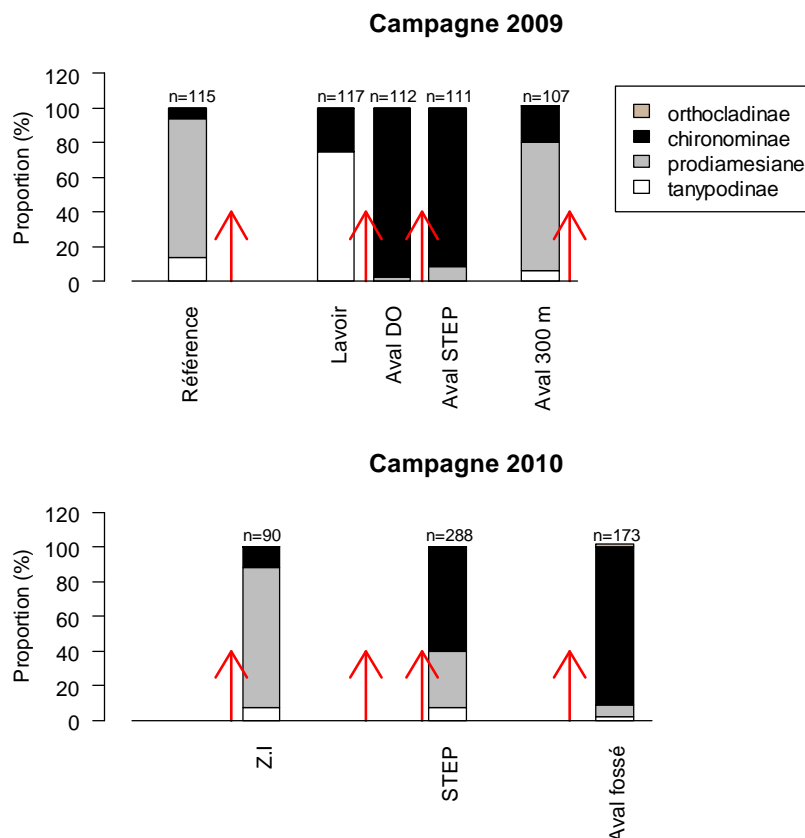 Campagne 2009
Proportion (%)
120
100
80
60
40
20
0
n=115
n=117
n=112
n=111
n=107
orthocladinae
chironominae
prodiamesiane
tanypodinae
Référence
Lavoir
Aval DO
Aval STEP
Aval 300 m
Campagne 2010
Proportion (%)
120
100
80
60
40
20
0
n=90
n=288
n=173
Z.I
STEP
Aval fossé